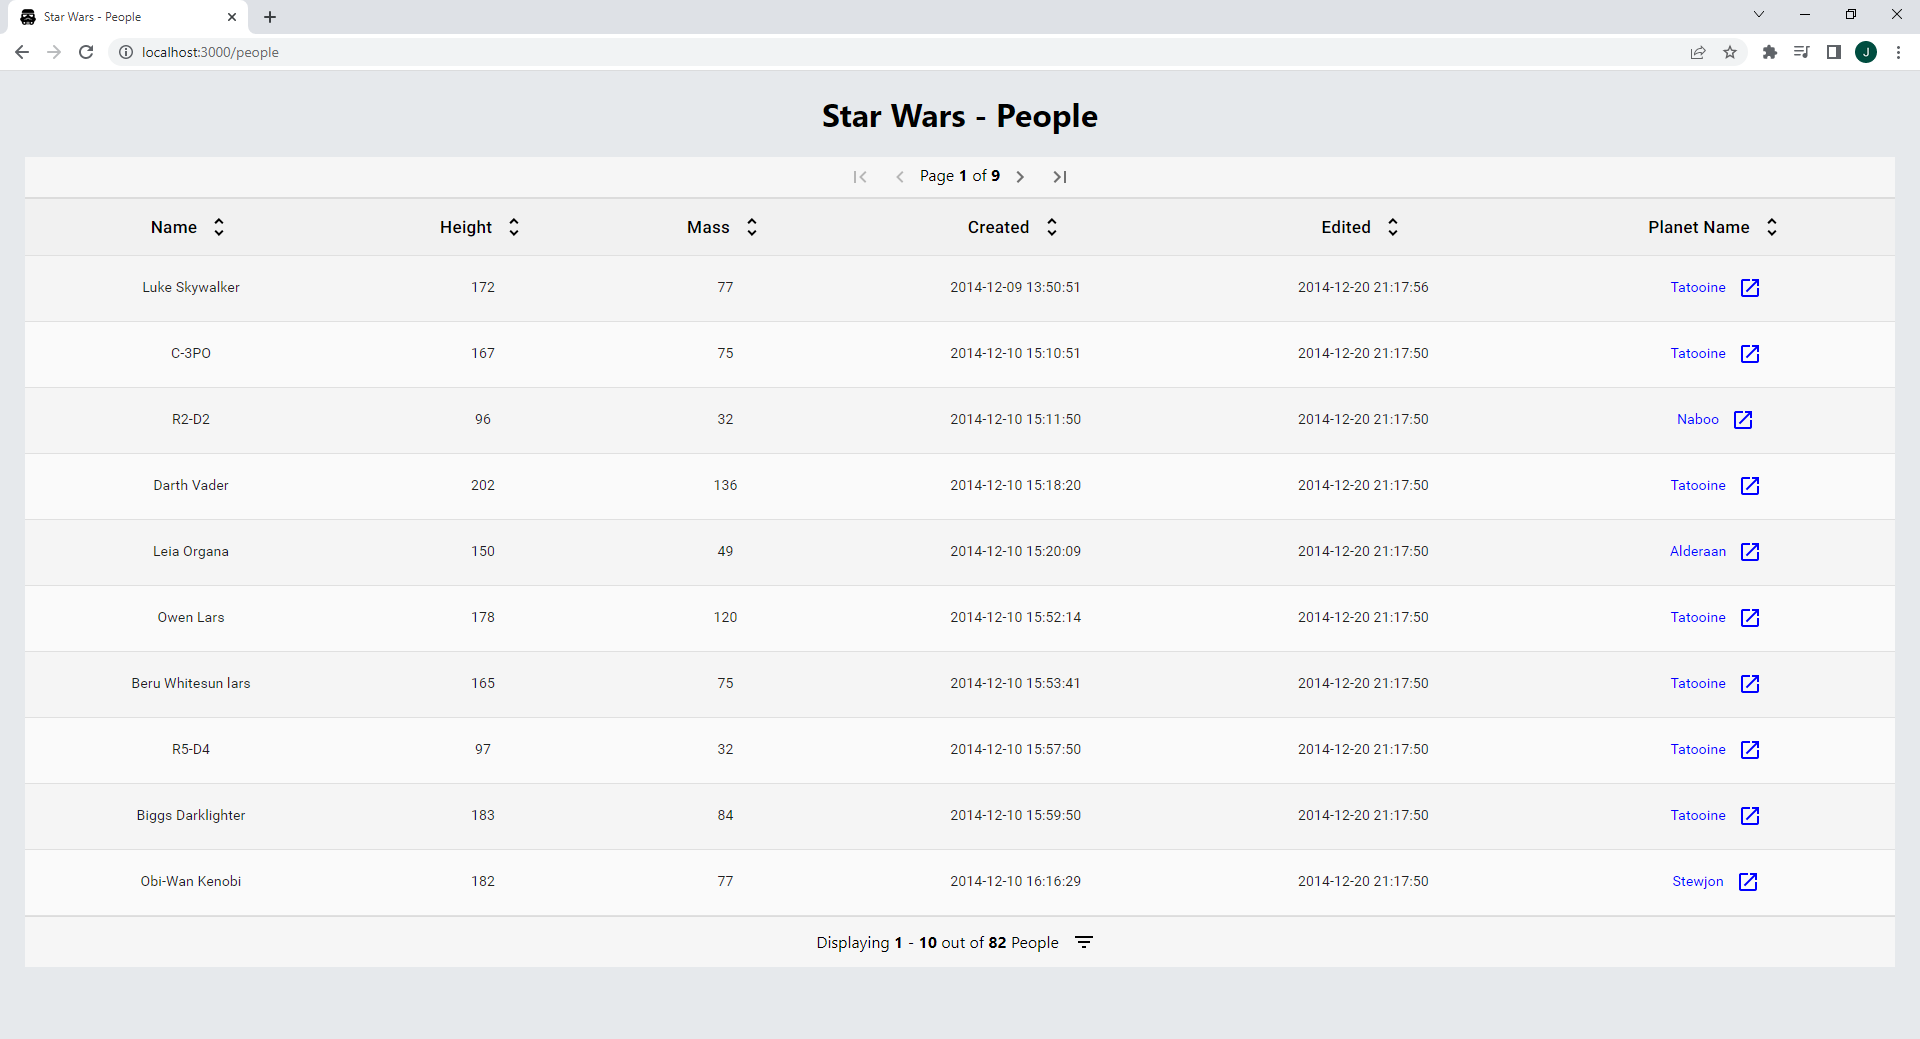 Star Wars - People
localhost:3000/people
J
Star Wars - People
Page 1 of 9
Name Height Mass Created Edited Planet Name
Luke Skywalker 172 77 2014-12-09 13:50:51 2014-12-20 21:17:56 Tatooine
C-3PO 167 75 2014-12-10 15:10:51 2014-12-20 21:17:50 Tatooine
R2-D2 96 32 2014-12-10 15:11:50 2014-12-20 21:17:50 Naboo
Darth Vader 202 136 2014-12-10 15:18:20 2014-12-20 21:17:50 Tatooine
Leia Organa 150 49 2014-12-10 15:20:09 2014-12-20 21:17:50 Alderaan
Owen Lars 178 120 2014-12-10 15:52:14 2014-12-20 21:17:50 Tatooine
Beru Whitesun lars 165 75 2014-12-10 15:53:41 2014-12-20 21:17:50 Tatooine
R5-D4 97 32 2014-12-10 15:57:50 2014-12-20 21:17:50 Tatooine
Biggs Darklighter 183 84 2014-12-10 15:59:50 2014-12-20 21:17:50 Tatooine
Obi-Wan Kenobi 182 77 2014-12-10 16:16:29 2014-12-20 21:17:50 Stewjon
Displaying 1 - 10 out of 82 People